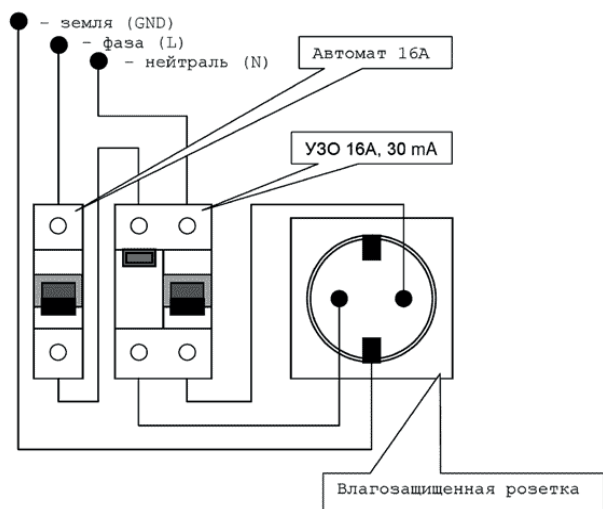 – земля (GND)
– фаза (L)
– нейтраль (N)
Автомат 16А
УЗО 16А, 30 mA
Влагозащищенная розетка